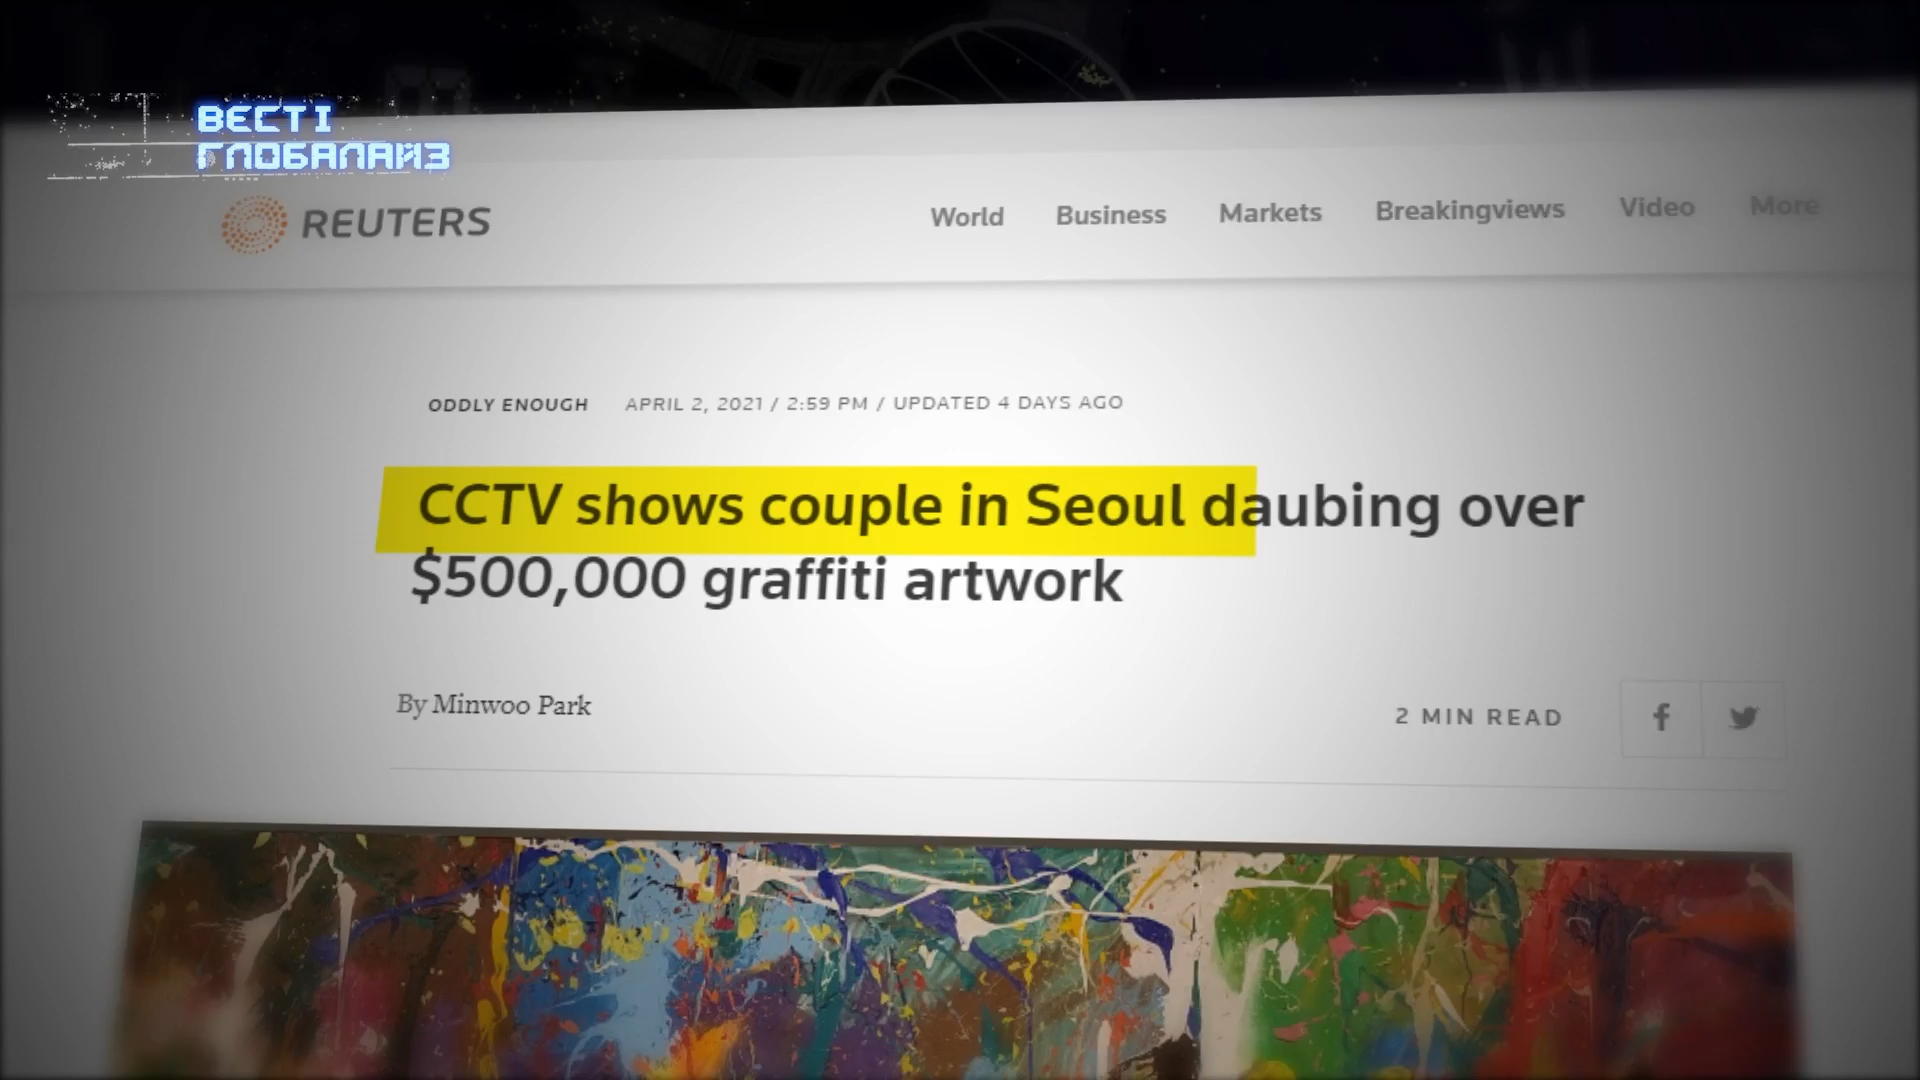 ВЕСТІ
ГЛОБАЛАЙЗ
REUTERS
World Business Markets Breakingviews Video More
ODDLY ENOUGH APRIL 2, 2021 / 2:59 PM / UPDATED 4 DAYS AGO
CCTV shows couple in Seoul daubing over
$500,000 graffiti artwork
By Minwoo Park
2 MIN READ